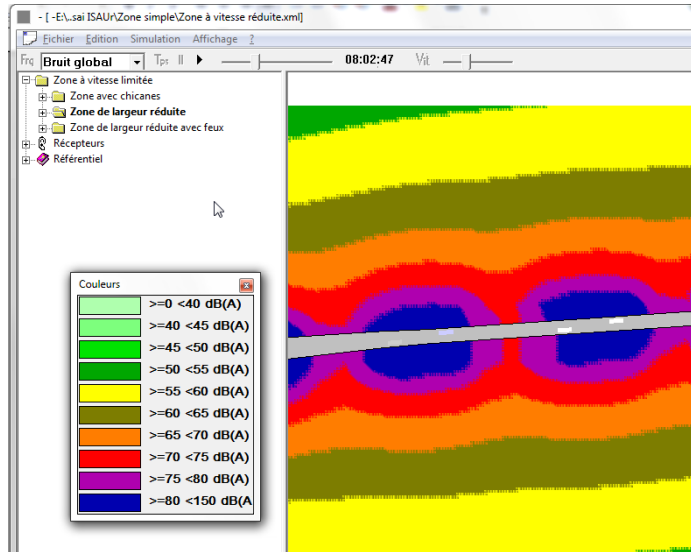 - [ -E:\..sai ISAUr\Zone simple\Zone à vitesse réduite.xml]
Fichier Edition Simulation Affichage ?
Frq Bruit global Tps II 08:02:47 Vit
Zone à vitesse limitée
Zone avec chicanes
Zone de largeur réduite
Zone de largeur réduite avec feux
Récepteurs
Référentiel
Couleurs
>=0 <40 dB(A)
>=40 <45 dB(A)
>=45 <50 dB(A)
>=50 <55 dB(A)
>=55 <60 dB(A)
>=60 <65 dB(A)
>=65 <70 dB(A)
>=70 <75 dB(A)
>=75 <80 dB(A)
>=80 <150 dB(A